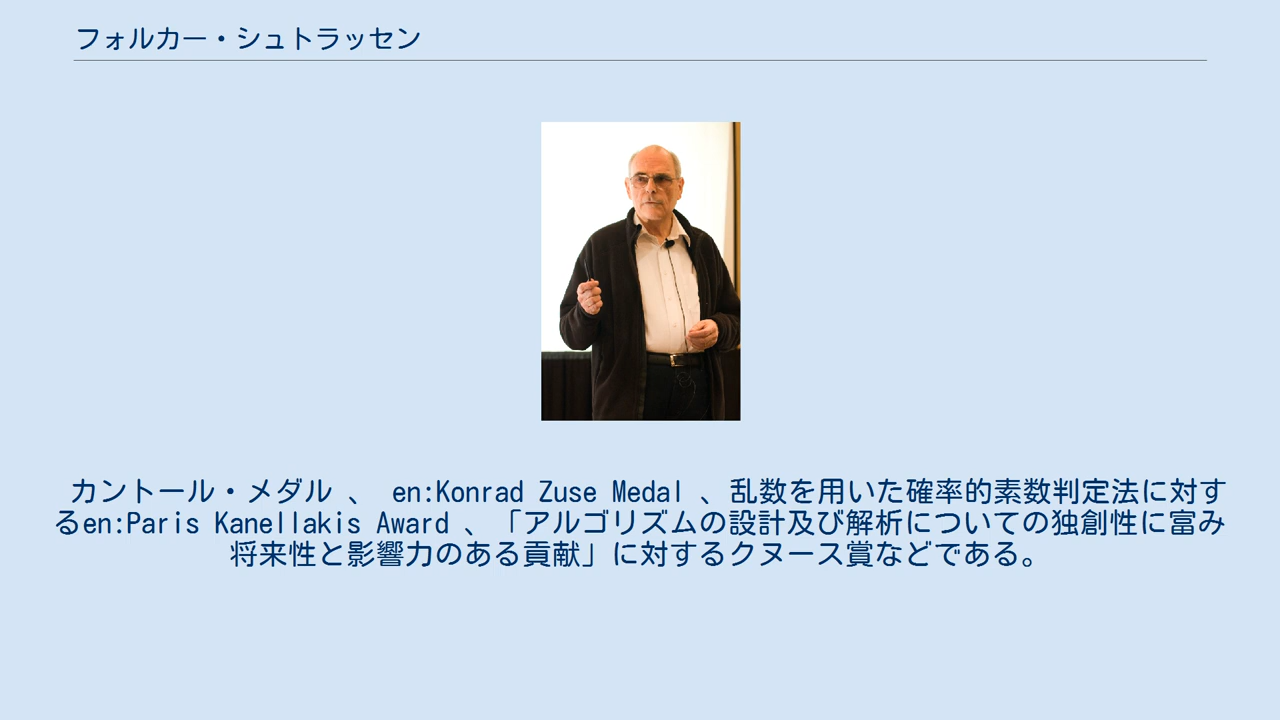 フォルカー・シュトラッセン
カントール・メダル 、 en:Konrad Zuse Medal 、乱数を用いた確率的素数判定法に対す
るen:Paris Kanellakis Award 、「アルゴリズムの設計及び解析についての独創性に富み
将来性と影響力のある貢献」に対するクヌース賞などである。